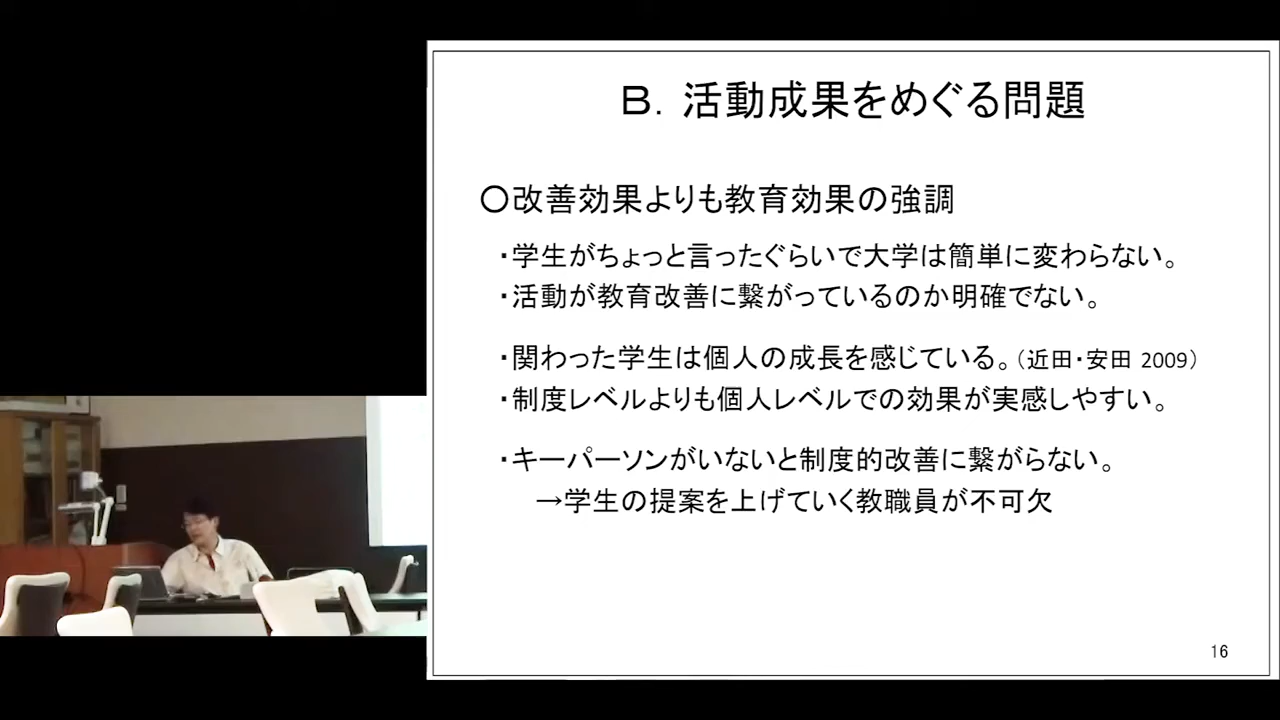 B．活動成果をめぐる問題
○改善効果よりも教育効果の強調
・学生がちょっと言ったぐらいで大学は簡単に変わらない。
・活動が教育改善に繋がっているのか明確でない。
・関わった学生は個人の成長を感じている。（近田・安田 2009）
・制度レベルよりも個人レベルでの効果が実感しやすい。
・キーパーソンがいないと制度的改善に繋がらない。
→学生の提案を上げていく教職員が不可欠
16